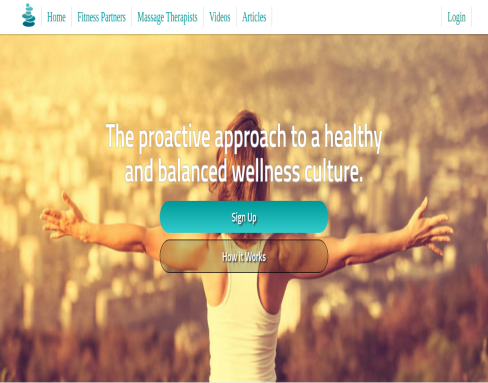 Home Fitness Partners Massage Therapists Videos Articles Login
The proactive approach to a healthy
and balanced wellness culture.
Sign Up
How it Works